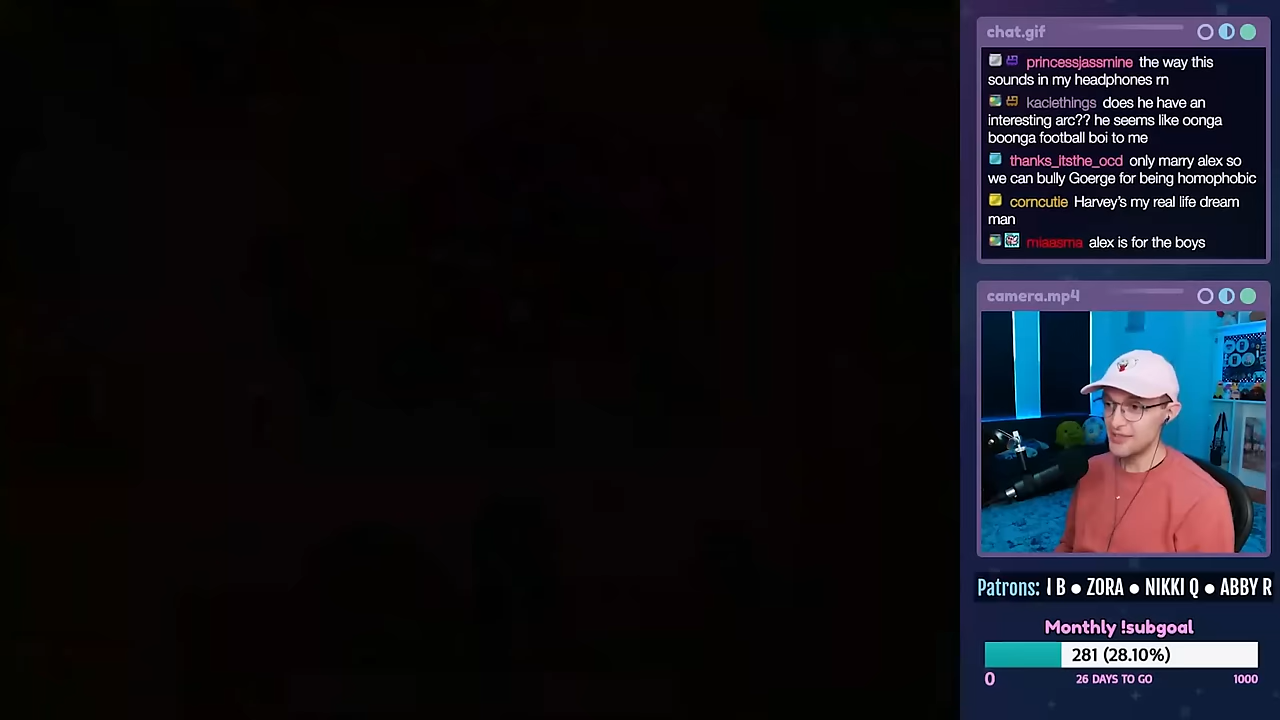 chat.gif
princessjassmine the way this
sounds in my headphones rn
kaciethings does he have an
interesting arc?? he seems like oonga
boonga football boi to me
thanks_itsthe_ocd only marry alex so
we can bully Goerge for being homophobic
corncutie Harvey's my real life dream
man
miaasma alex is for the boys
camera.mp4
Patrons: B ● ZORA ● NIKKI Q ● ABBY R
Monthly !subgoal
281 (28.10%)
0 26 DAYS TO GO 1000